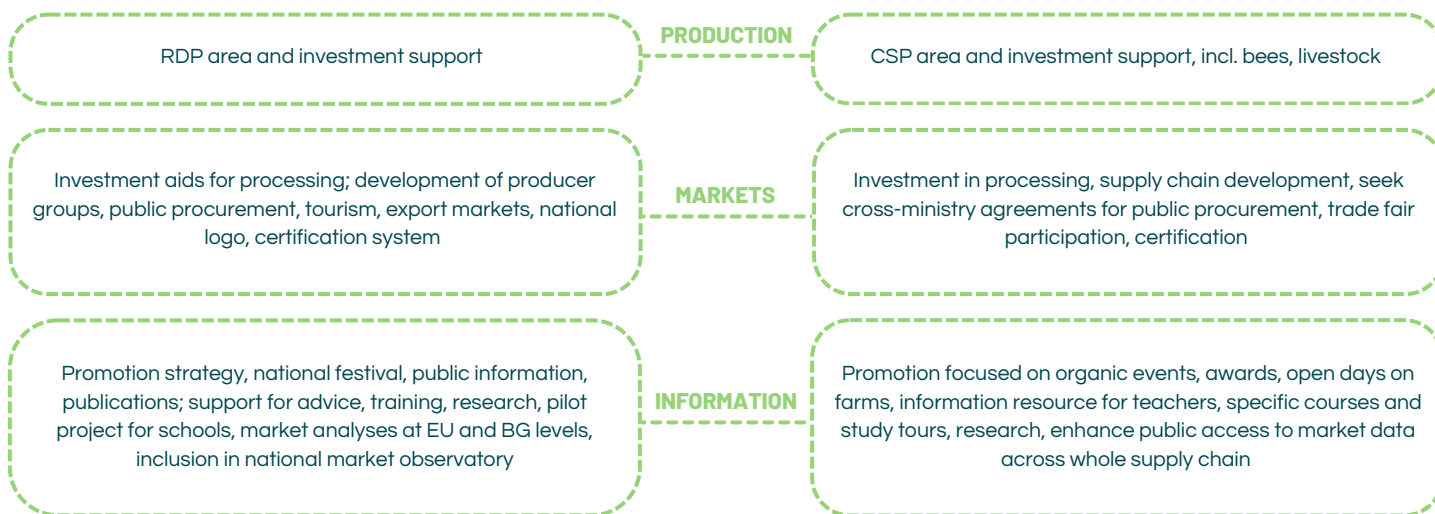 PRODUCTION
RDP area and investment support
CSP area and investment support, incl. bees, livestock
MARKETS
Investment aids for processing; development of producer
groups, public procurement, tourism, export markets, national
logo, certification system
Investment in processing, supply chain development, seek
cross-ministry agreements for public procurement, trade fair
participation, certification
INFORMATION
Promotion strategy, national festival, public information,
publications; support for advice, training, research, pilot
project for schools, market analyses at EU and BG levels,
inclusion in national market observatory
Promotion focused on organic events, awards, open days on
farms, information resource for teachers, specific courses and
study tours, research, enhance public access to market data
across whole supply chain